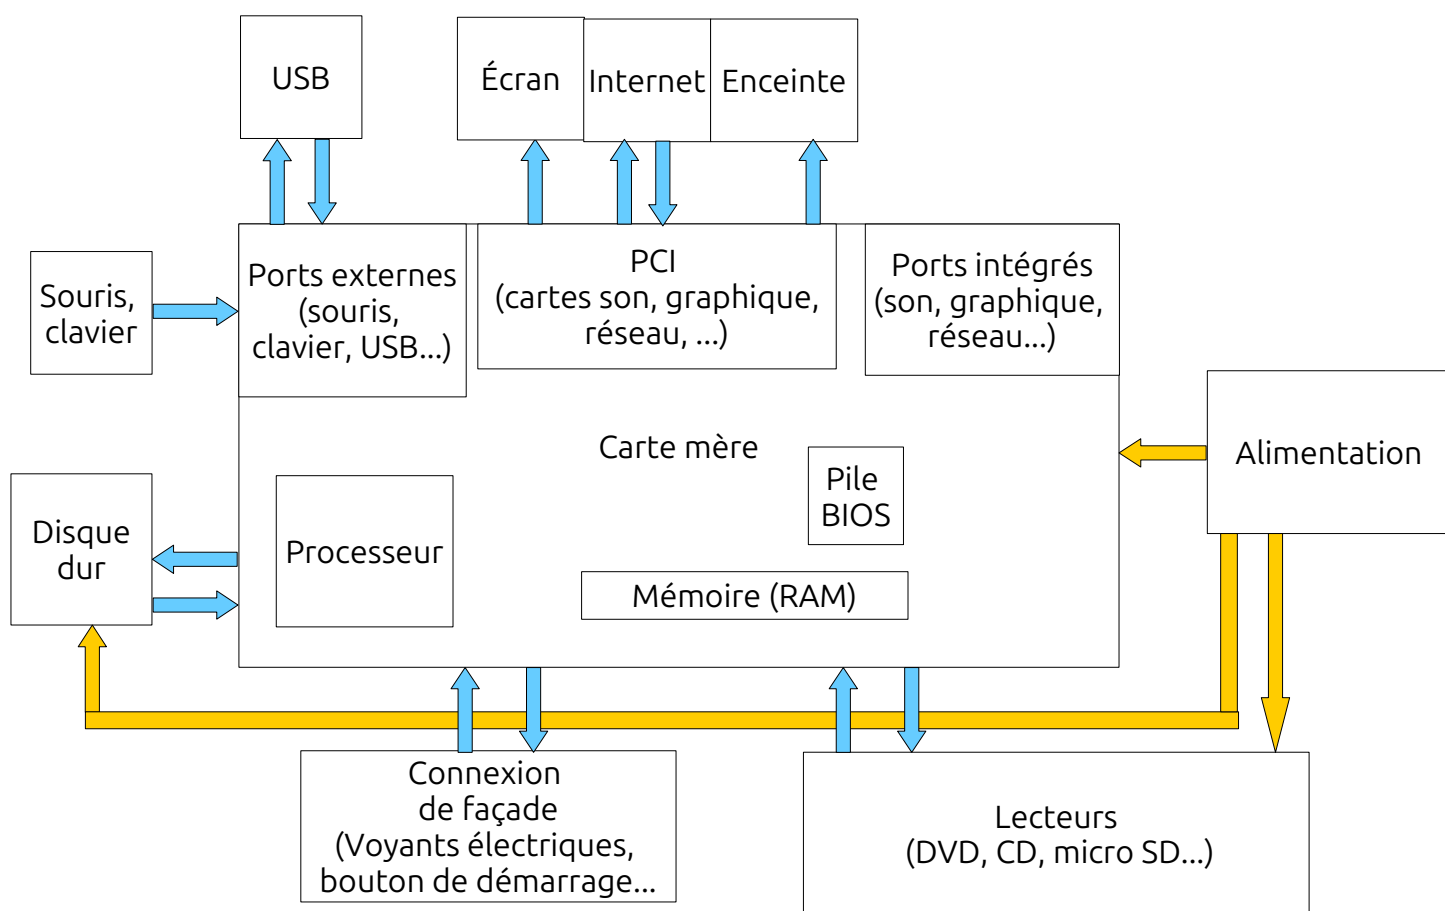 USB
Écran
Internet
Enceinte
Souris,
clavier
Ports externes
(souris,
clavier, USB...)
PCI
(cartes son, graphique,
réseau, ...)
Ports intégrés
(son, graphique,
réseau...)
Carte mère
Alimentation
Pile
BIOS
Disque
dur
Processeur
Mémoire (RAM)
Connexion
de façade
(Voyants électriques,
bouton de démarrage...
Lecteurs
(DVD, CD, micro SD...)